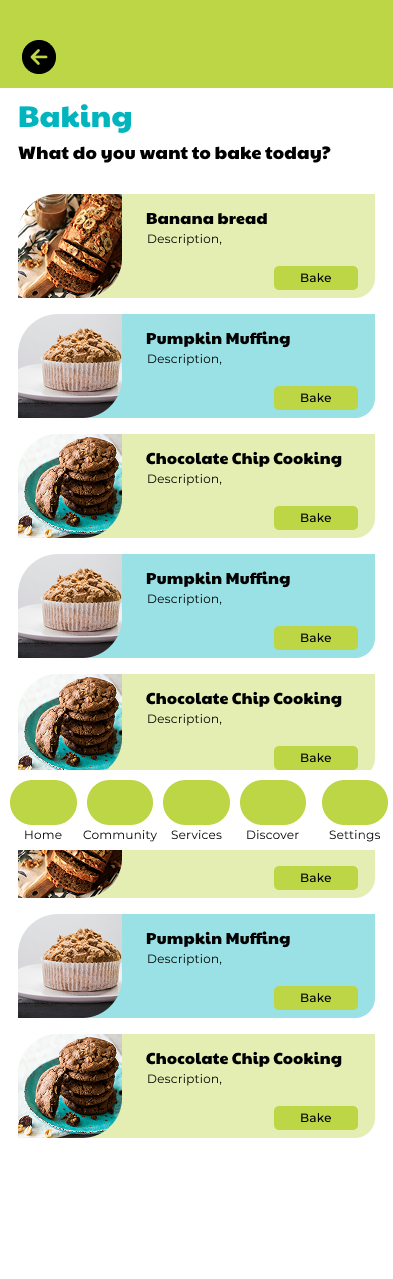 Baking
What do you want to bake today?
Banana bread
Description,
Bake
Pumpkin Muffing
Description,
Bake
Chocolate Chip Cooking
Description,
Bake
Pumpkin Muffing
Description,
Bake
Chocolate Chip Cooking
Description,
Bake
Home Community Services Discover Settings
Bake
Pumpkin Muffing
Description,
Bake
Chocolate Chip Cooking
Description,
Bake